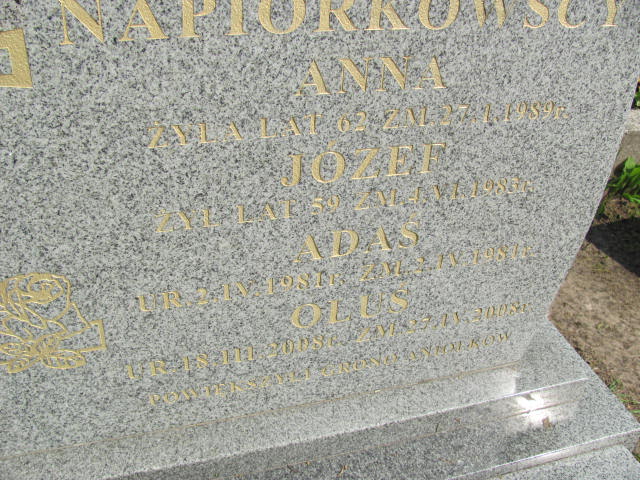 NAPIÓRKOWSCY
ANNA
ŻYŁA LAT 62 ZM.27.I.1989r.
JÓZEF
ŻYŁ LAT 59 ZM.4.VI.1983r.
ADAŚ
UR.2.IV.1981r. ZM.2.IV.1981r.
OLUŚ
UR.18.III.2008r. ZM.27.IV.2008r.
POWIĘKSZYLI GRONO ANIOŁKÓW